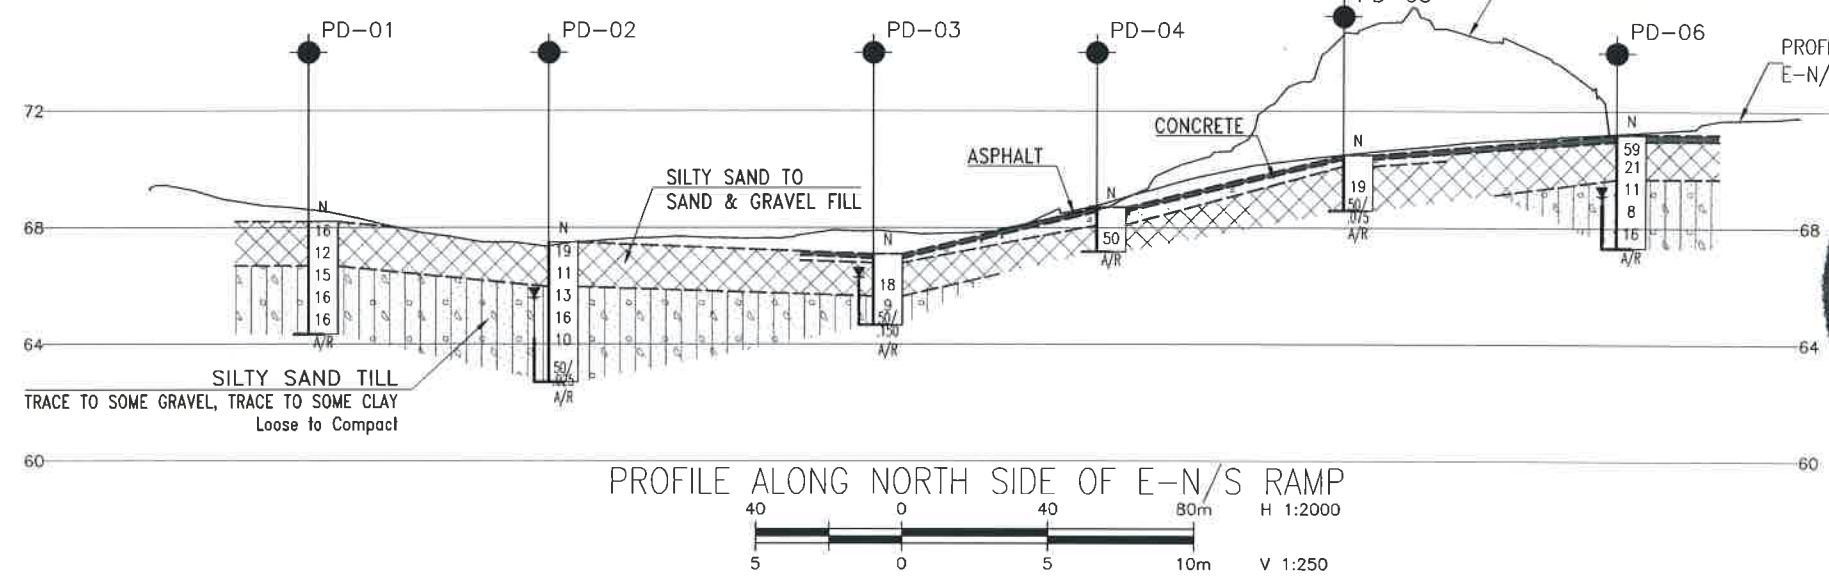 PD-01
PD-02
PD-03
PD-04
PD-06
PROFI
E-N/
72
CONCRETE
ASPHALT
SILTY SAND TO
SAND & GRAVEL FILL
68
68
N
16
12
15
16
16
A/R
N
19
11
13
16
10
50/
.025
A/R
N
18
9
50/
.150
A/R
N
50
A/R
N
19
50/
.075
A/R
N
59
21
11
8
16
A/R
64
64
SILTY SAND TILL
TRACE TO SOME GRAVEL, TRACE TO SOME CLAY
Loose to Compact
60
60
PROFILE ALONG NORTH SIDE OF E-N/S RAMP
40 0 40 80m H 1:2000
5 0 5 10m V 1:250